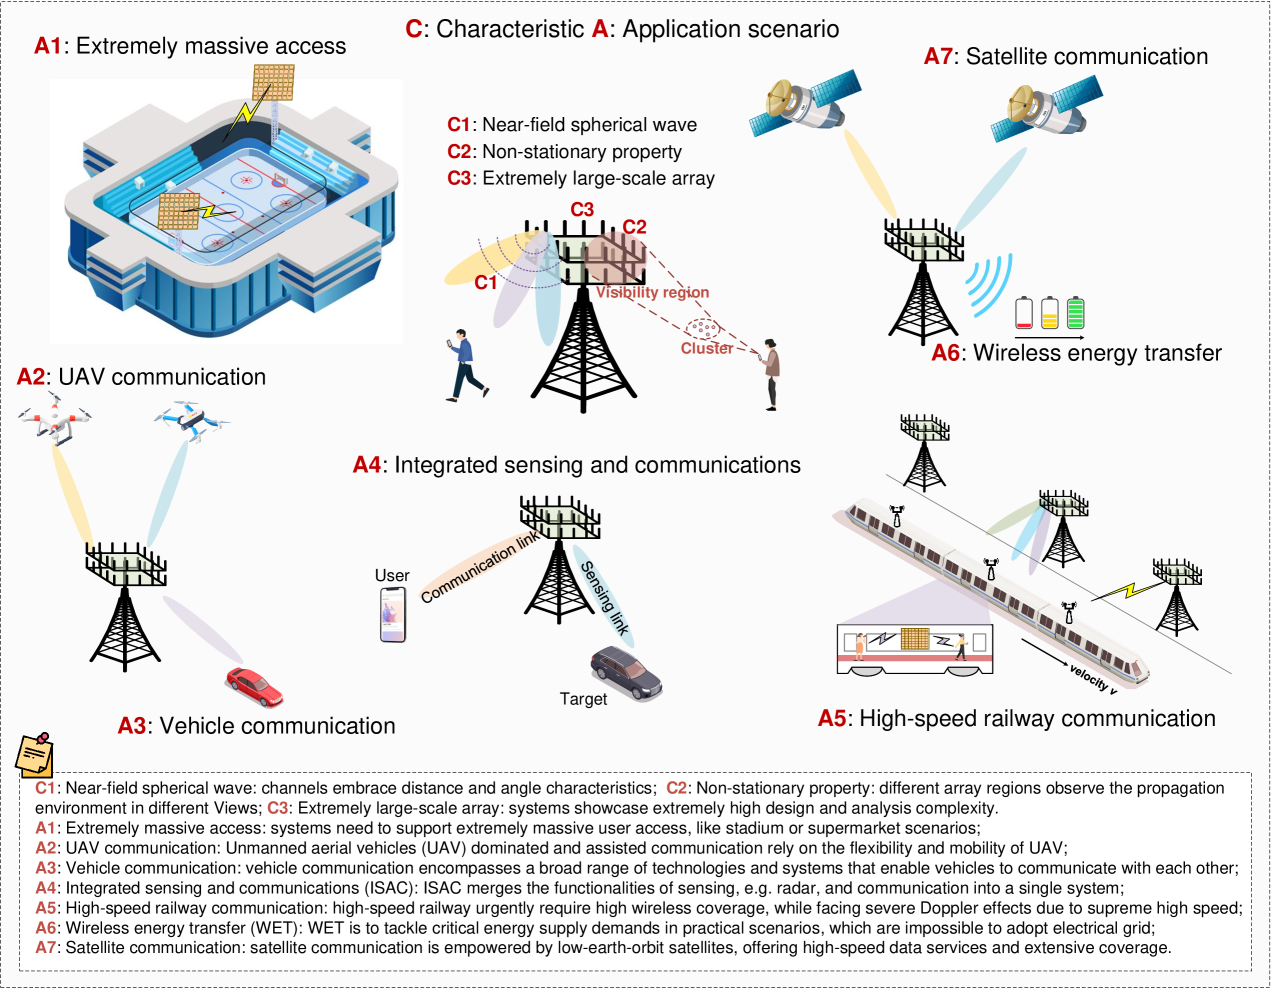 C: Characteristic A: Application scenario
A1: Extremely massive access
A7: Satellite communication
C1: Near-field spherical wave
C2: Non-stationary property
C3: Extremely large-scale array
C3
C2
C1
Visibility region
Cluster
A6: Wireless energy transfer
A2: UAV communication
A4: Integrated sensing and communications
User
Communication link
Sensing link
Target
velocity v
A3: Vehicle communication
A5: High-speed railway communication
C1: Near-field spherical wave: channels embrace distance and angle characteristics; C2: Non-stationary property: different array regions observe the propagation
environment in different Views; C3: Extremely large-scale array: systems showcase extremely high design and analysis complexity.
A1: Extremely massive access: systems need to support extremely massive user access, like stadium or supermarket scenarios;
A2: UAV communication: Unmanned aerial vehicles (UAV) dominated and assisted communication rely on the flexibility and mobility of UAV;
A3: Vehicle communication: vehicle communication encompasses a broad range of technologies and systems that enable vehicles to communicate with each other;
A4: Integrated sensing and communications (ISAC): ISAC merges the functionalities of sensing, e.g. radar, and communication into a single system;
A5: High-speed railway communication: high-speed railway urgently require high wireless coverage, while facing severe Doppler effects due to supreme high speed;
A6: Wireless energy transfer (WET): WET is to tackle critical energy supply demands in practical scenarios, which are impossible to adopt electrical grid;
A7: Satellite communication: satellite communication is empowered by low-earth-orbit satellites, offering high-speed data services and extensive coverage.